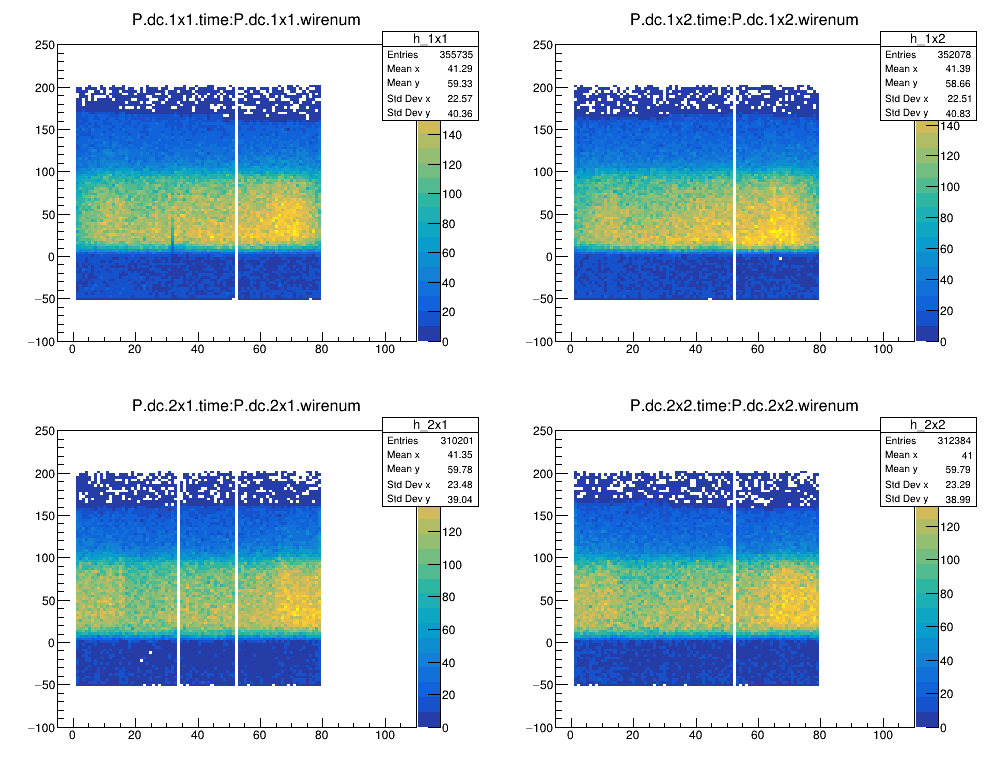 P.dc.1x1.time:P.dc.1x1.wirenum
h_1x1
Entries 355735
Mean x 41.29
Mean y 59.33
Std Dev x 22.57
Std Dev y 40.36
250
200
150
100
50
0
−50
−100
0 20 40 60 80 100
140
120
100
80
60
40
20
0
P.dc.1x2.time:P.dc.1x2.wirenum
h_1x2
Entries 352078
Mean x 41.39
Mean y 58.66
Std Dev x 22.51
Std Dev y 40.83
250
200
150
100
50
0
−50
−100
0 20 40 60 80 100
140
120
100
80
60
40
20
0
P.dc.2x1.time:P.dc.2x1.wirenum
h_2x1
Entries 310201
Mean x 41.35
Mean y 59.78
Std Dev x 23.48
Std Dev y 39.04
250
200
150
100
50
0
−50
−100
0 20 40 60 80 100
120
100
80
60
40
20
0
P.dc.2x2.time:P.dc.2x2.wirenum
h_2x2
Entries 312384
Mean x 41
Mean y 59.79
Std Dev x 23.29
Std Dev y 38.99
250
200
150
100
50
0
−50
−100
0 20 40 60 80 100
120
100
80
60
40
20
0